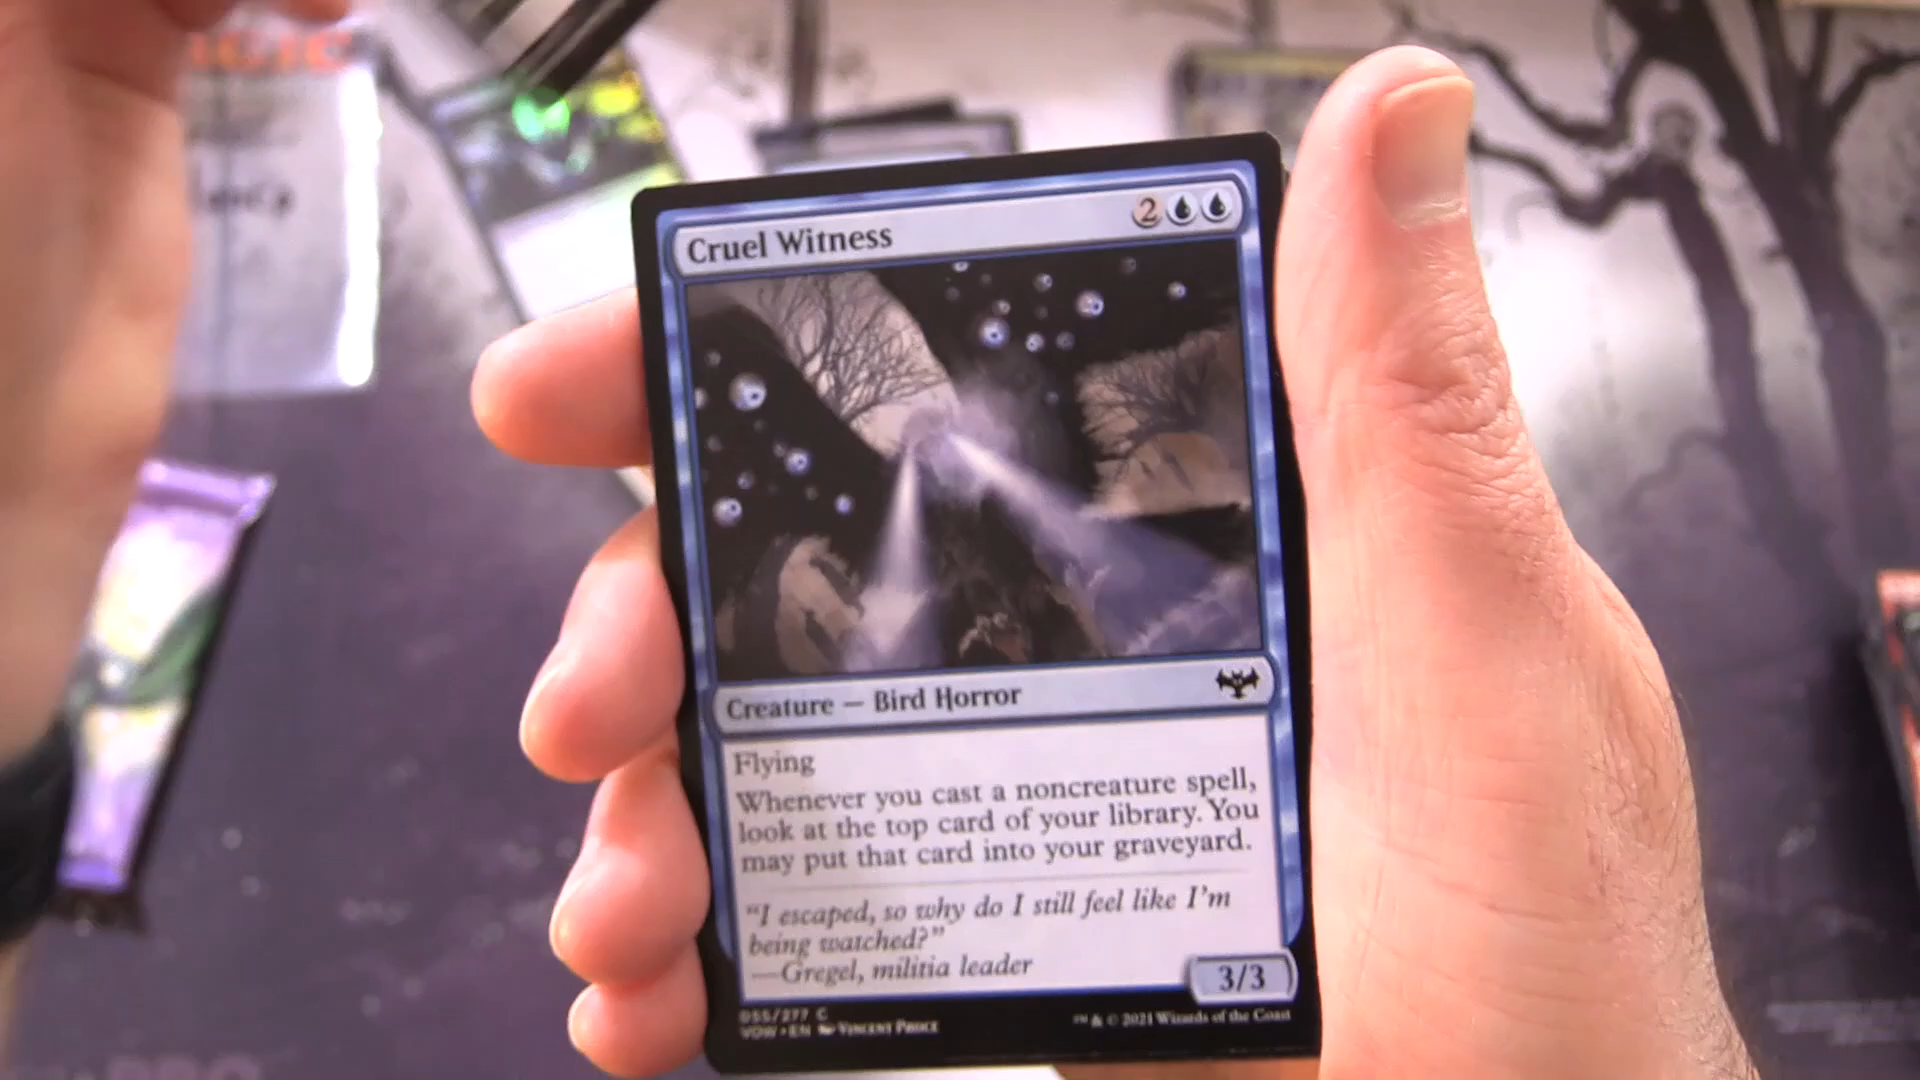 Cruel Witness 2
Creature — Bird Horror
Flying
Whenever you cast a noncreature spell,
look at the top card of your library. You
may put that card into your graveyard.
“I escaped, so why do I still feel like I’m
being watched?”
—Gregel, militia leader
3/3
055/277 C
VOW • EN Vincent Proce
™ & © 2021 Wizards of the Coast